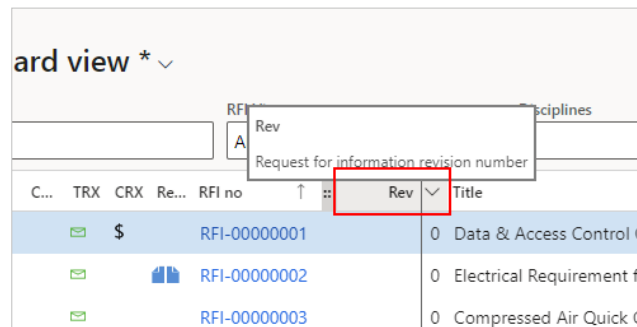 ard view *
RFI
Disciplines
A
Rev
Request for information revision number
C... TRX CRX Re... RFI no Rev Title
$ RFI-00000001 0 Data & Access Control
RFI-00000002 0 Electrical Requirement f
RFI-00000003 0 Compressed Air Quick